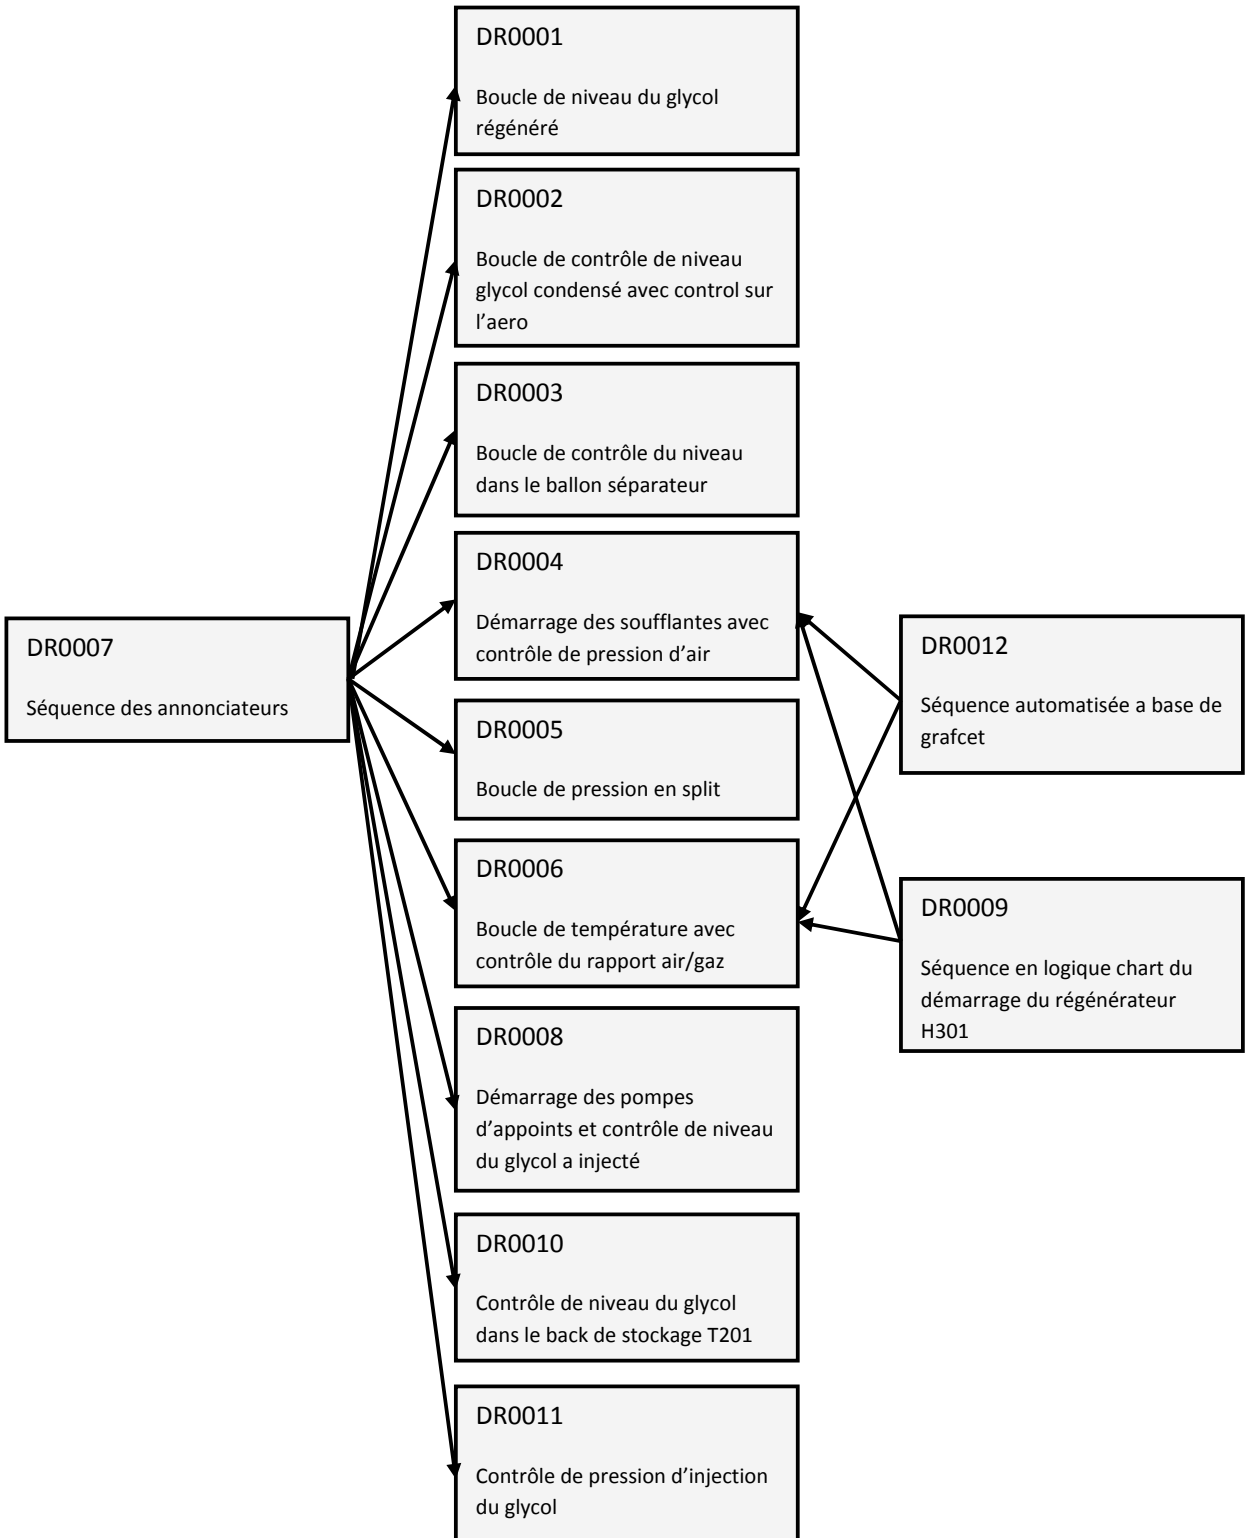 DR0001
Boucle de niveau du glycol
régénéré
DR0002
Boucle de contrôle de niveau
glycol condensé avec control sur
l’aero
DR0003
Boucle de contrôle du niveau
dans le ballon séparateur
DR0004
Démarrage des soufflantes avec
contrôle de pression d’air
DR0007
Séquence des annonciateurs
DR0012
Séquence automatisée a base de
grafcet
DR0005
Boucle de pression en split
DR0006
Boucle de température avec
contrôle du rapport air/gaz
DR0009
Séquence en logique chart du
démarrage du régénérateur
H301
DR0008
Démarrage des pompes
d’appoints et contrôle de niveau
du glycol a injecté
DR0010
Contrôle de niveau du glycol
dans le back de stockage T201
DR0011
Contrôle de pression d’injection
du glycol